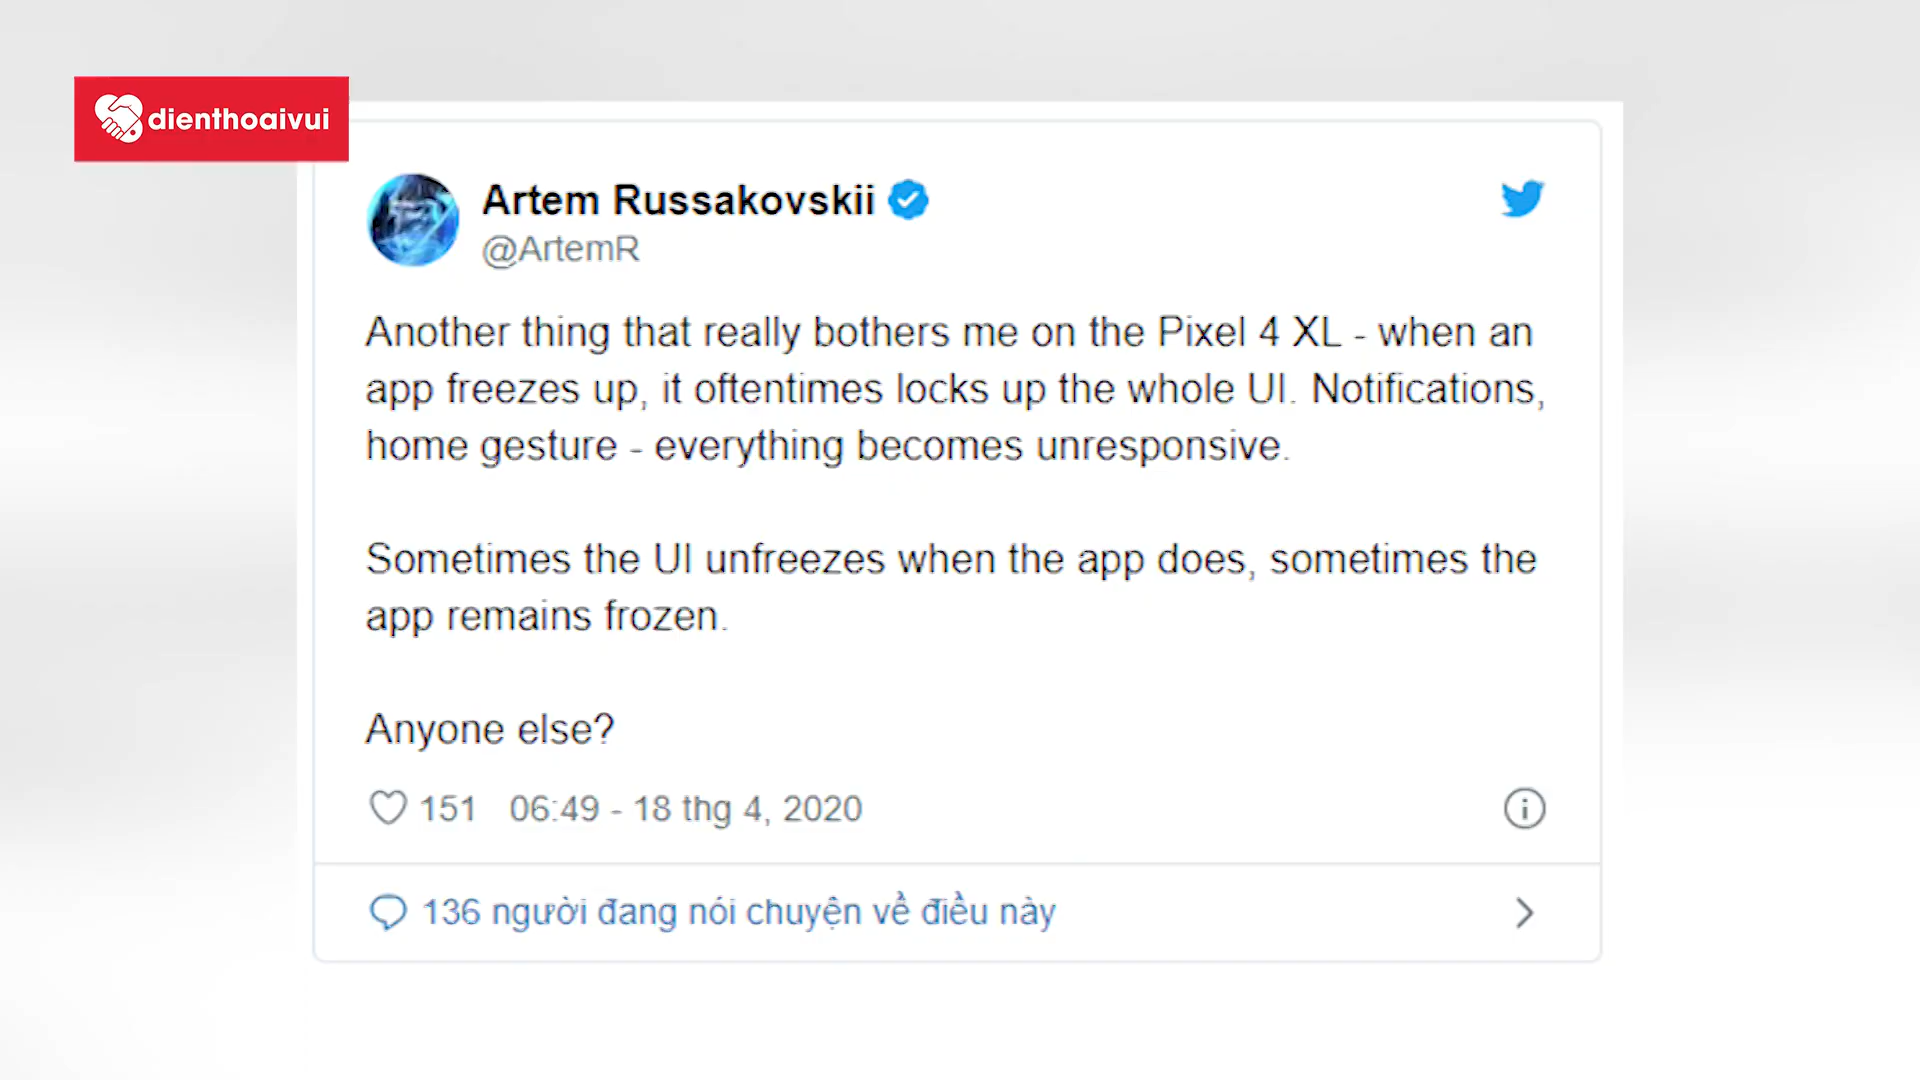 dienthoaivui
Artem Russakovskii
@ArtemR
Another thing that really bothers me on the Pixel 4 XL - when an
app freezes up, it oftentimes locks up the whole UI. Notifications,
home gesture - everything becomes unresponsive.
Sometimes the UI unfreezes when the app does, sometimes the
app remains frozen.
Anyone else?
151 06:49 - 18 thg 4, 2020
136 người đang nói chuyện về điều này